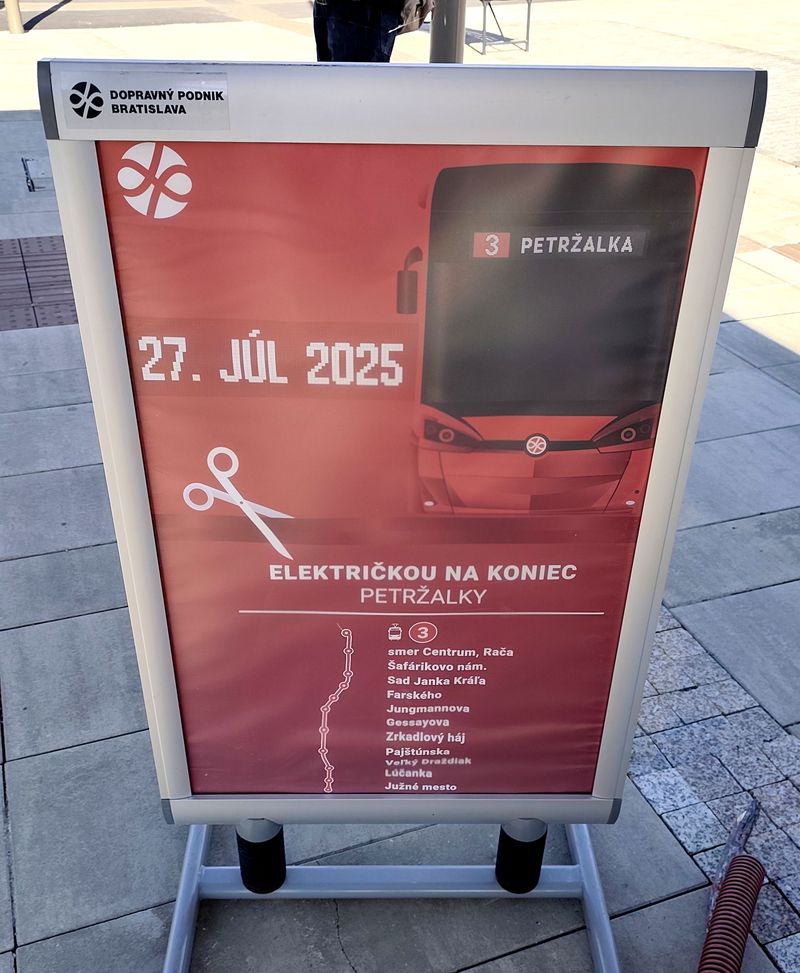 DOPRAVNÝ PODNIK
BRATISLAVA
3 PETRŽALKA
27. JÚL 2025
ELEKTRIČKOU NA KONIEC
PETRŽALKY
3
smer Centrum, Rača
Šafárikovo nám.
Sad Janka Kráľa
Farského
Jungmannova
Gessayova
Zrkadlový háj
Pajštúnska
Veľký Draždiak
Lúčanka
Južné mesto